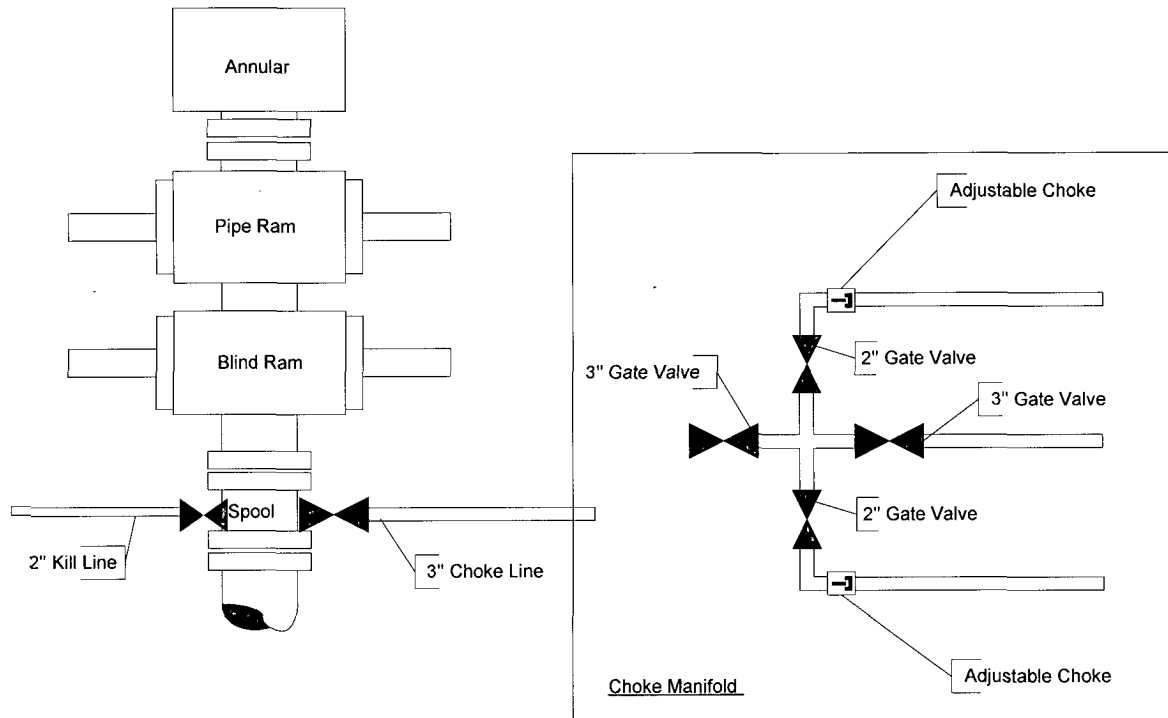 Annular
Pipe Ram
Blind Ram
Spool
2" Kill Line
3" Choke Line
Adjustable Choke
2" Gate Valve
3" Gate Valve
3" Gate Valve
2" Gate Valve
Adjustable Choke
Choke Manifold